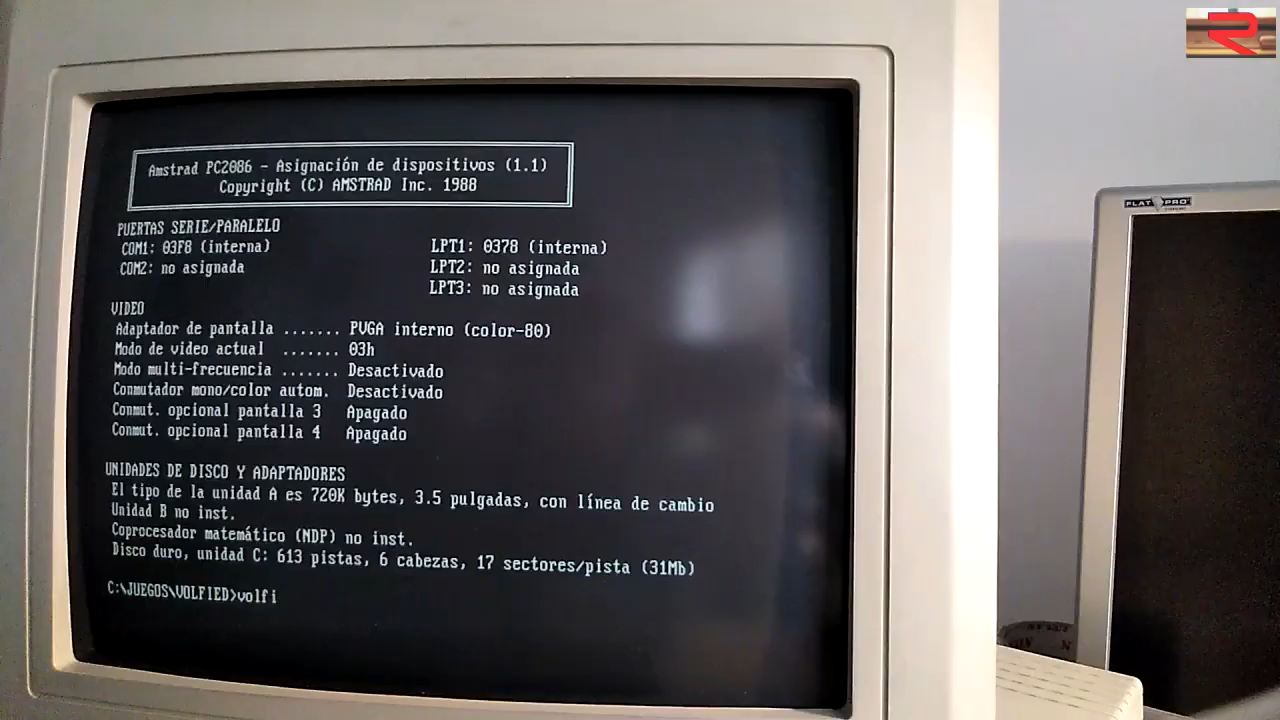 Amstrad PC2086 - Asignación de dispositivos (1.1)
Copyright (C) AMSTRAD Inc. 1988
PUERTAS SERIE/PARALELO
COM1: 03F8 (interna) LPT1: 0378 (interna)
COM2: no asignada LPT2: no asignada
LPT3: no asignada
VIDEO
Adaptador de pantalla ....... PVGA interno (color-80)
Modo de video actual ....... 03h
Modo multi-frecuencia ....... Desactivado
Conmutador mono/color autom. Desactivado
Conmut. opcional pantalla 3 Apagado
Conmut. opcional pantalla 4 Apagado
UNIDADES DE DISCO Y ADAPTADORES
El tipo de la unidad A es 720K bytes, 3.5 pulgadas, con línea de cambio
Unidad B no inst.
Coprocesador matemático (NDP) no inst.
Disco duro, unidad C: 613 pistas, 6 cabezas, 17 sectores/pista (31Mb)
C:\JUEGOS\VOLFIED>volfi
FLAT PRO
R